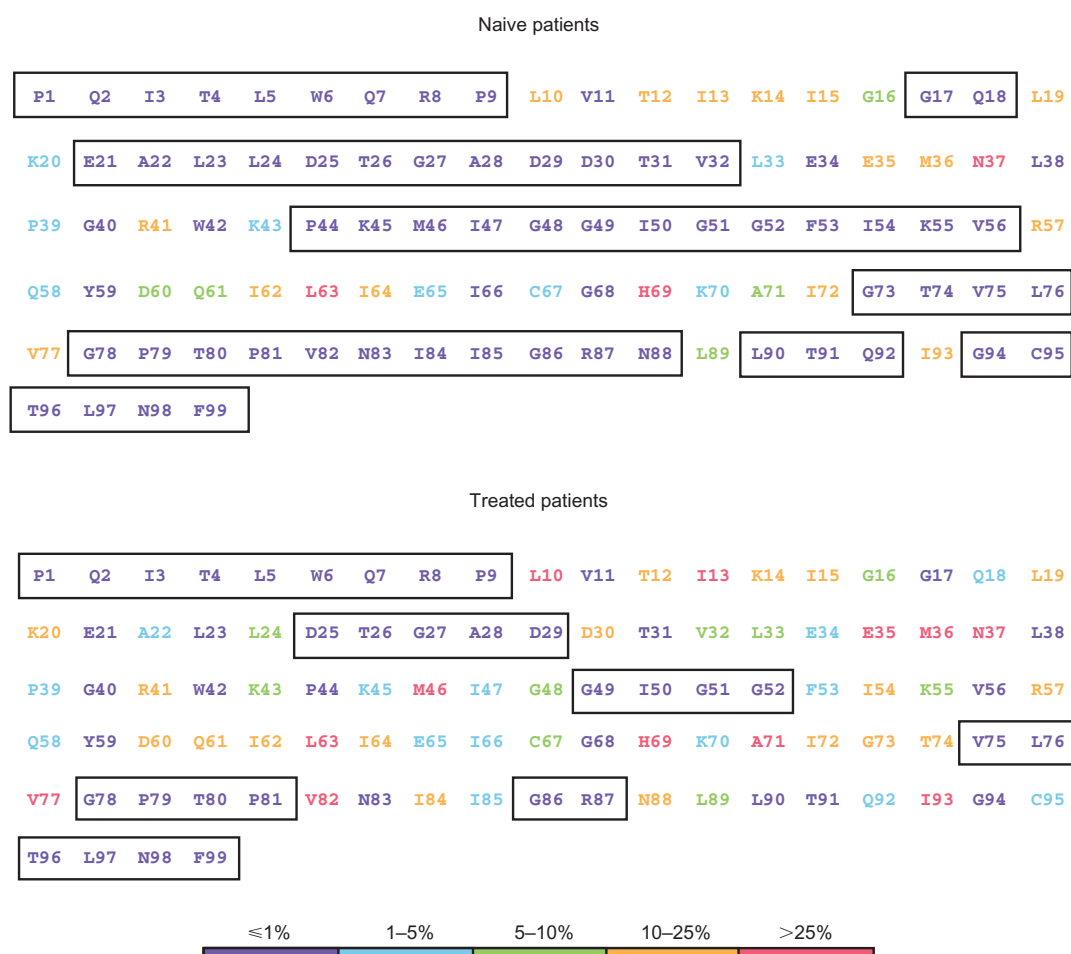 Naive patients
P1 Q2 I3 T4 L5 W6 Q7 R8 P9 L10 V11 T12 I13 K14 I15 G16 G17 Q18 L19
K20 E21 A22 L23 L24 D25 T26 G27 A28 D29 D30 T31 V32 L33 E34 E35 M36 N37 L38
P39 G40 R41 W42 K43 P44 K45 M46 I47 G48 G49 I50 G51 G52 F53 I54 K55 V56 R57
Q58 Y59 D60 Q61 I62 L63 I64 E65 I66 C67 G68 H69 K70 A71 I72 G73 T74 V75 L76
V77 G78 P79 T80 P81 V82 N83 I84 I85 G86 R87 N88 L89 L90 T91 Q92 I93 G94 C95
T96 L97 N98 F99
Treated patients
P1 Q2 I3 T4 L5 W6 Q7 R8 P9 L10 V11 T12 I13 K14 I15 G16 G17 Q18 L19
K20 E21 A22 L23 L24 D25 T26 G27 A28 D29 D30 T31 V32 L33 E34 E35 M36 N37 L38
P39 G40 R41 W42 K43 P44 K45 M46 I47 G48 G49 I50 G51 G52 F53 I54 K55 V56 R57
Q58 Y59 D60 Q61 I62 L63 I64 E65 I66 C67 G68 H69 K70 A71 I72 G73 T74 V75 L76
V77 G78 P79 T80 P81 V82 N83 I84 I85 G86 R87 N88 L89 L90 T91 Q92 I93 G94 C95
T96 L97 N98 F99
⩽1% 1–5% 5–10% 10–25% >25%